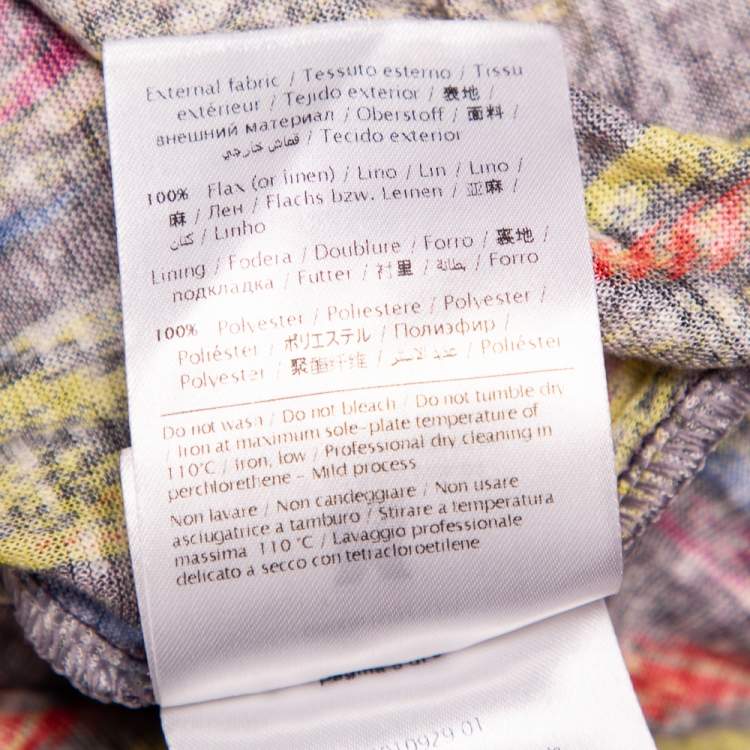 External fabric / Tessuto esterno / Tissu
extérieur / Tejido exterior / 表地 /
внешний материал / Oberstoff / 面料 /
قماش خارجي / Tecido exterior
100% Flax (or linen) / Lino / Lin / Lino /
麻 / Лен / Flachs bzw. Leinen / 亚麻 /
كتان / Linho
Lining / Fodera / Doublure / Forro / 裏地 /
подкладка / Futter / 衬里 / بطانة / Forro
100% Polyester / Poliestere / Polyester /
Poliéster / ポリエステル / Полиэфир /
Polyester / 聚酯纤维 / / Poliéster
Do not wash / Do not bleach / Do not tumble dry
/ Iron at maximum sole-plate temperature of
110°C / Iron, low / Professional dry cleaning in
perchlorethene - Mild process
Non lavare / Non candeggiare / Non usare
asciugatrice a tamburo / Stirare a temperatura
massima 110°C / Lavaggio professionale
delicato a secco con tetracloroetilene